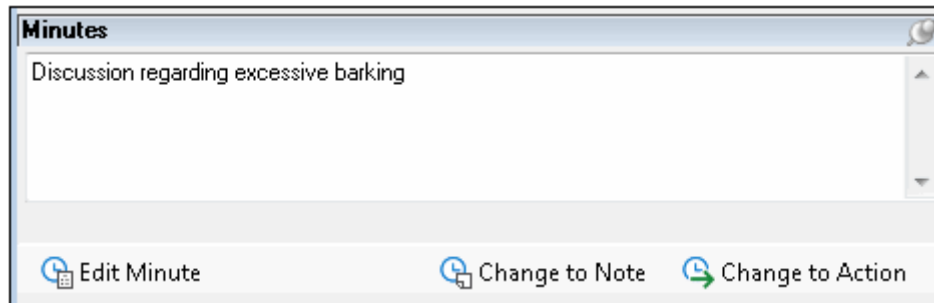 Minutes
Discussion regarding excessive barking
Edit Minute Change to Note Change to Action